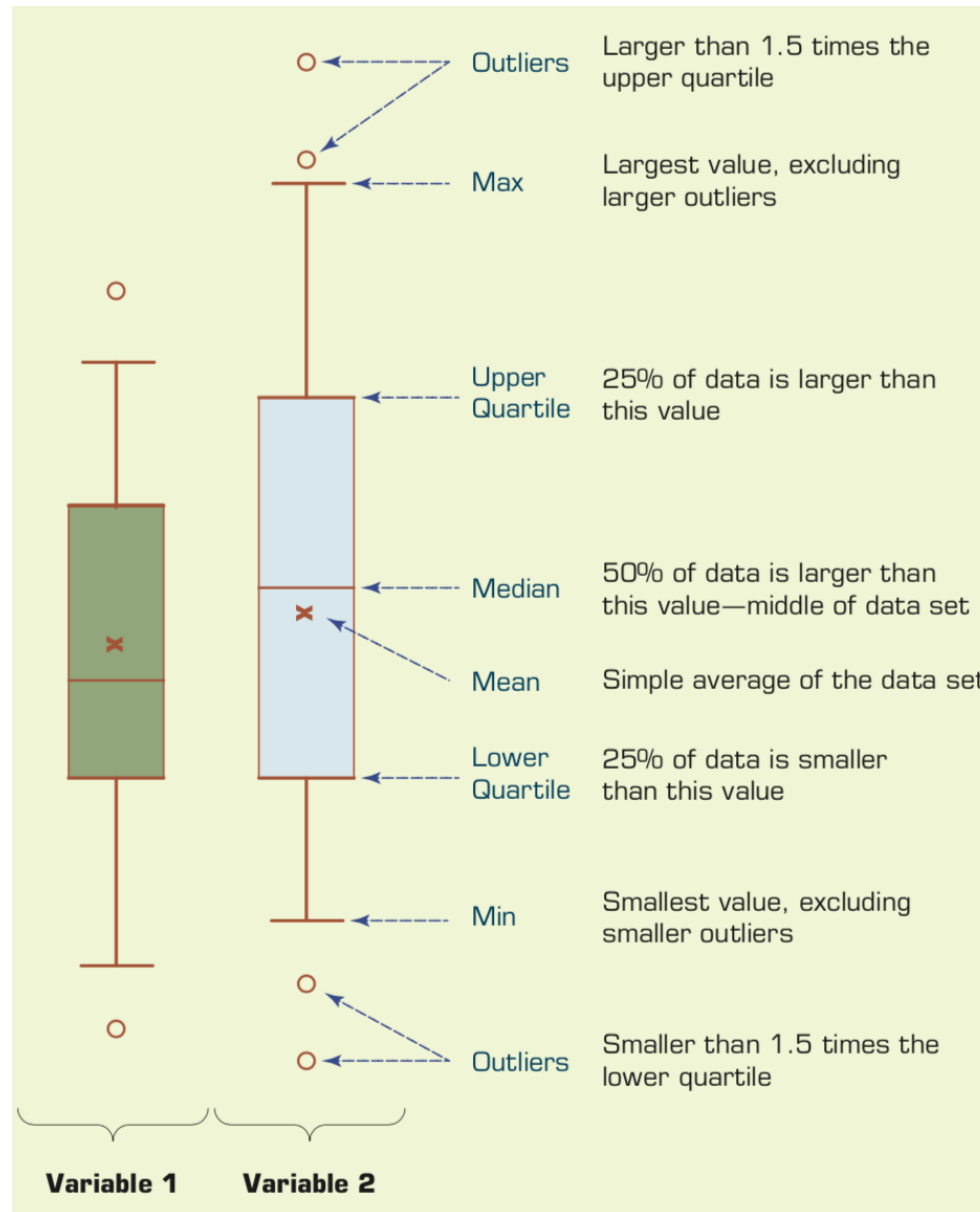 Outliers
Larger than 1.5 times the
upper quartile
Max
Largest value, excluding
larger outliers
Upper
Quartile
25% of data is larger than
this value
Median
50% of data is larger than
this value—middle of data set
Mean
Simple average of the data set
Lower
Quartile
25% of data is smaller
than this value
Min
Smallest value, excluding
smaller outliers
Outliers
Smaller than 1.5 times the
lower quartile
Variable 1
Variable 2